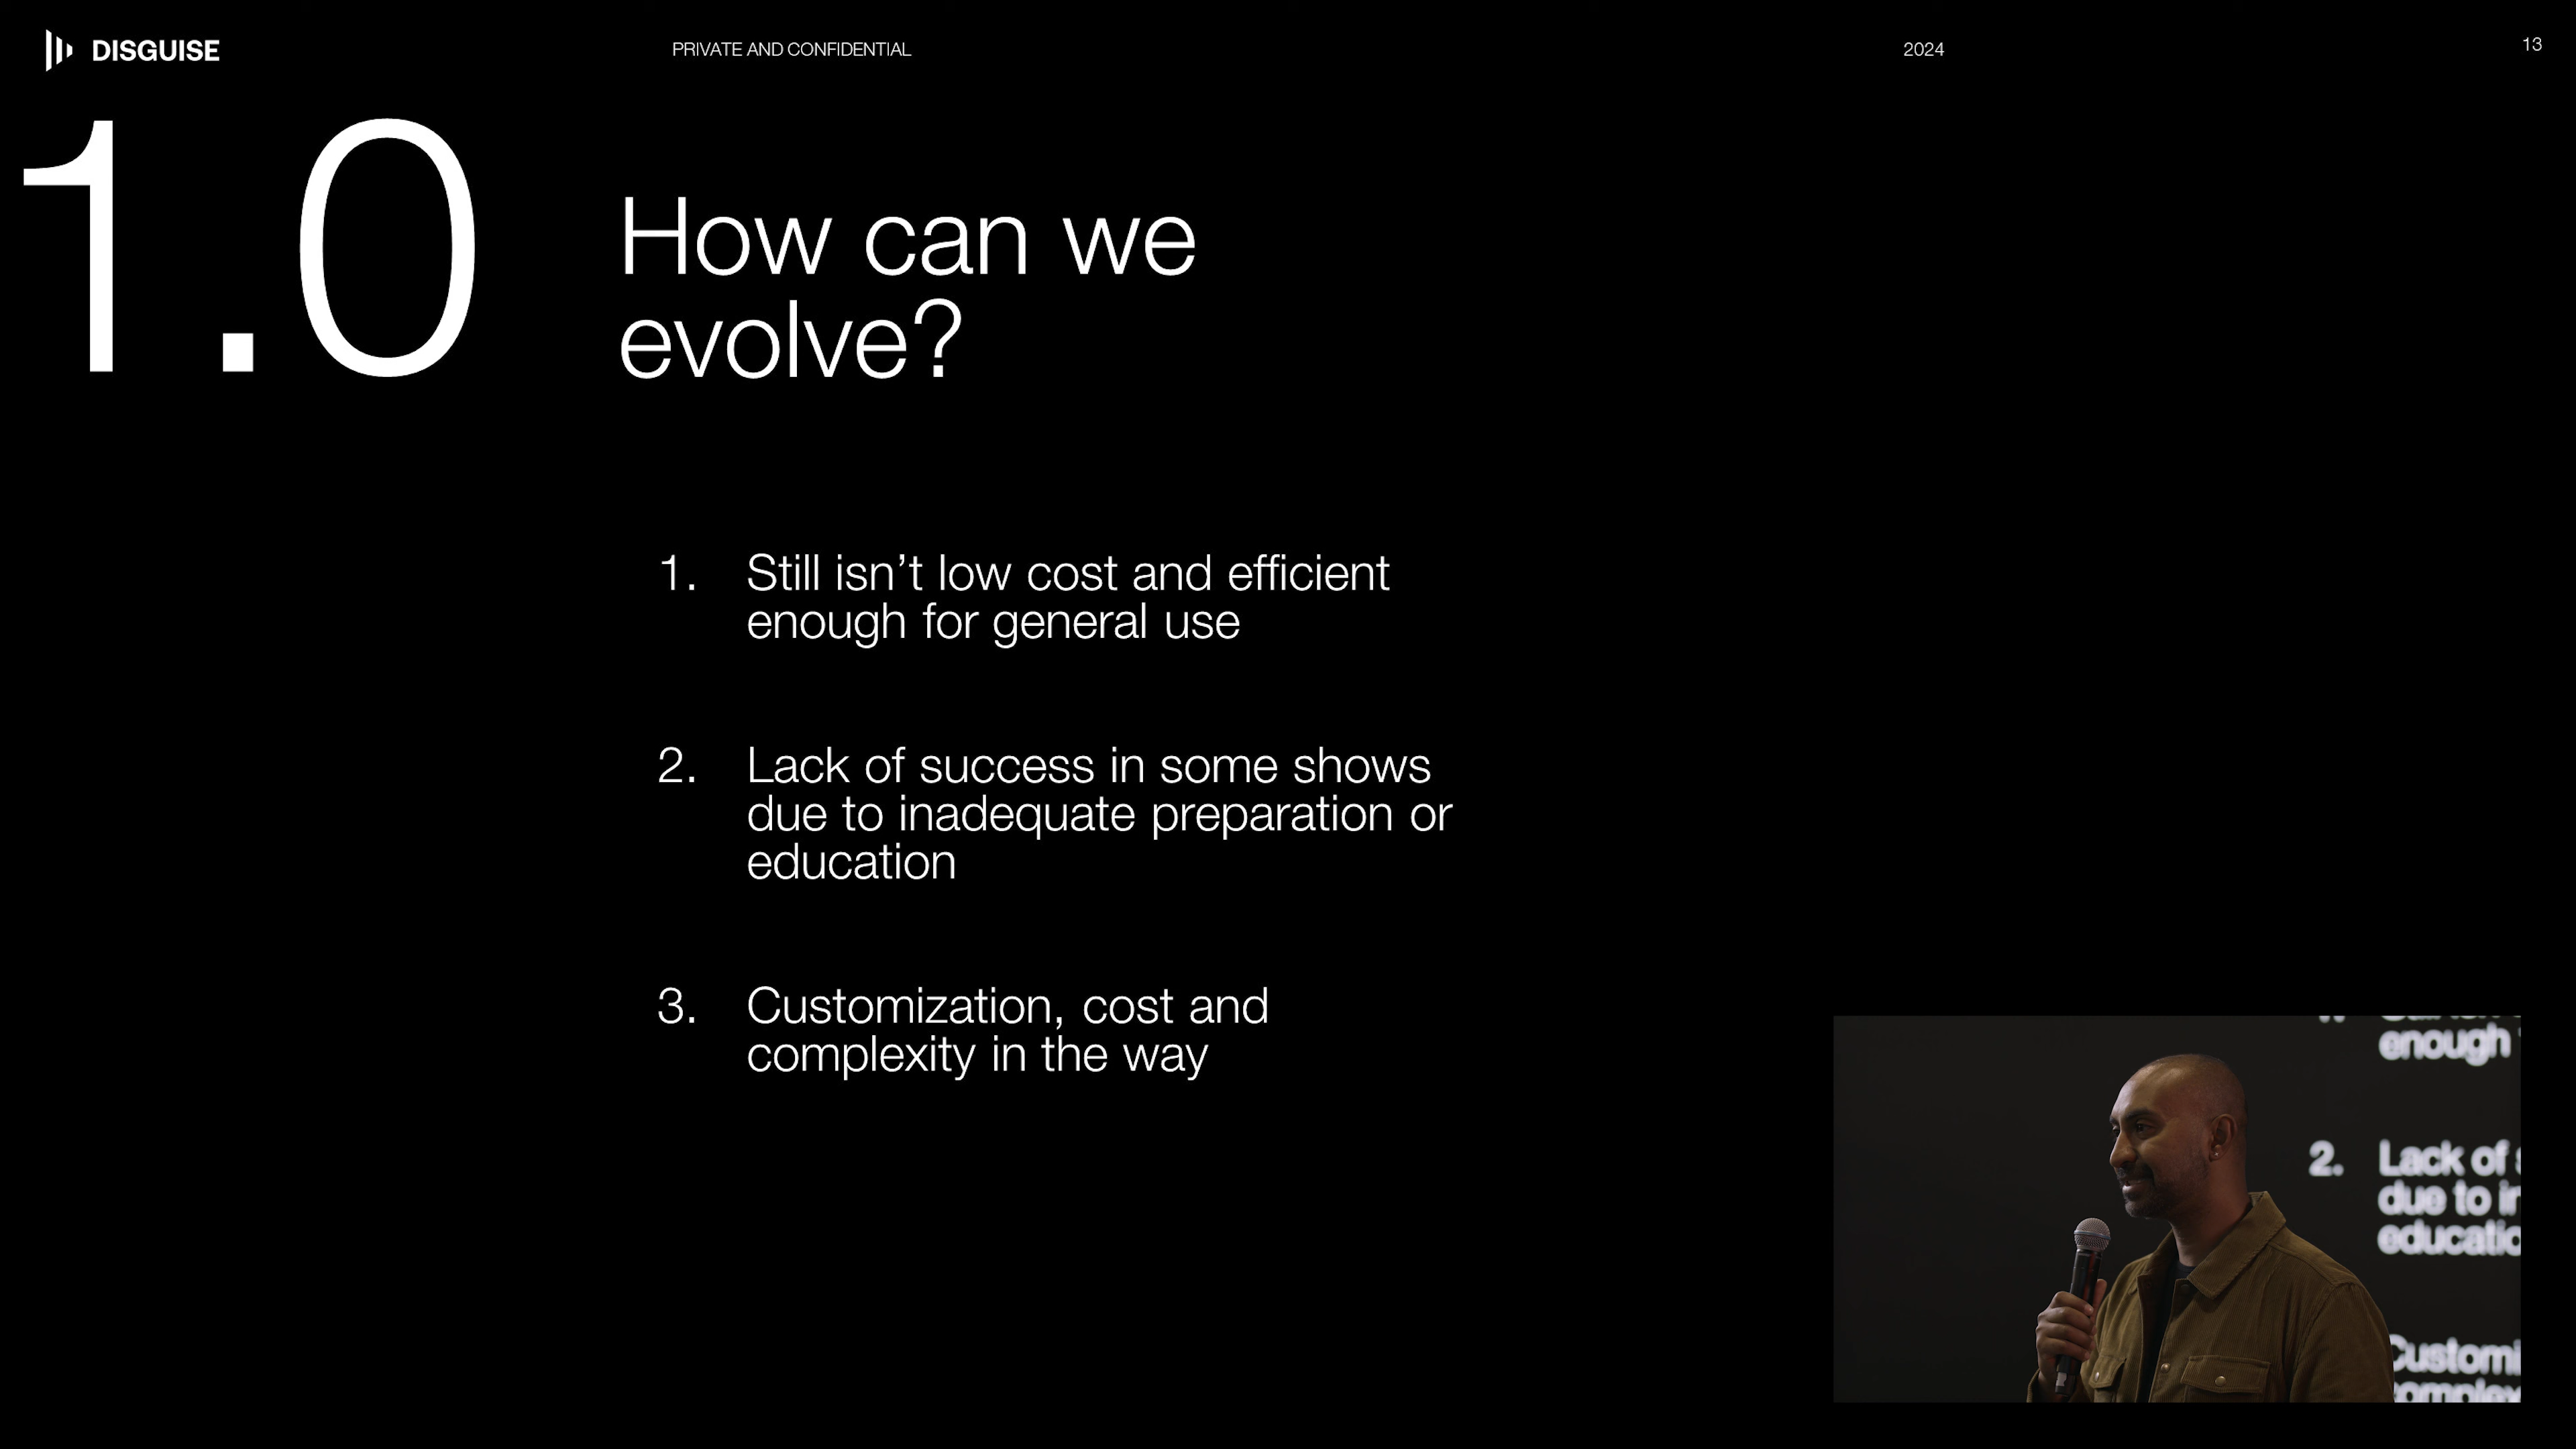 DISGUISE
PRIVATE AND CONFIDENTIAL
2024
13
1.0
How can we
evolve?
1. Still isn’t low cost and efficient
enough for general use
2. Lack of success in some shows
due to inadequate preparation or
education
3. Customization, cost and
complexity in the way
enough
2. Lack of
due to